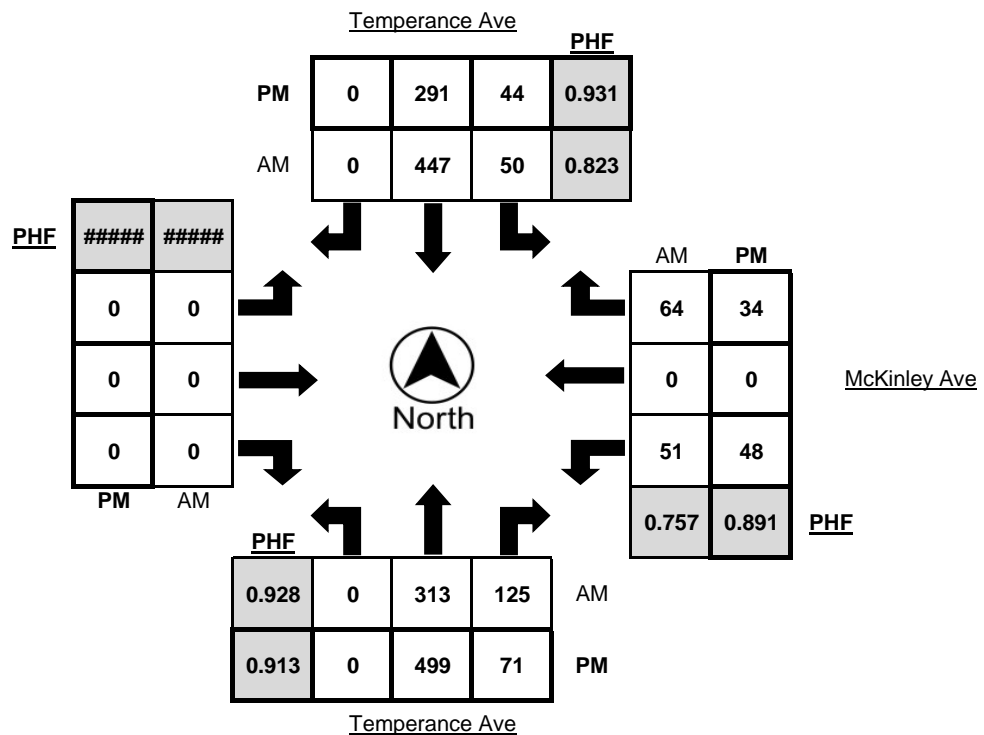 Temperance Ave
PHF
PM 0 291 44 0.931
AM 0 447 50 0.823
PHF ##### #####
0 0
0 0
0 0
PM AM
AM PM
64 34
0 0
McKinley Ave
51 48
0.757 0.891 PHF
North
PHF
0.928 0 313 125 AM
0.913 0 499 71 PM
Temperance Ave